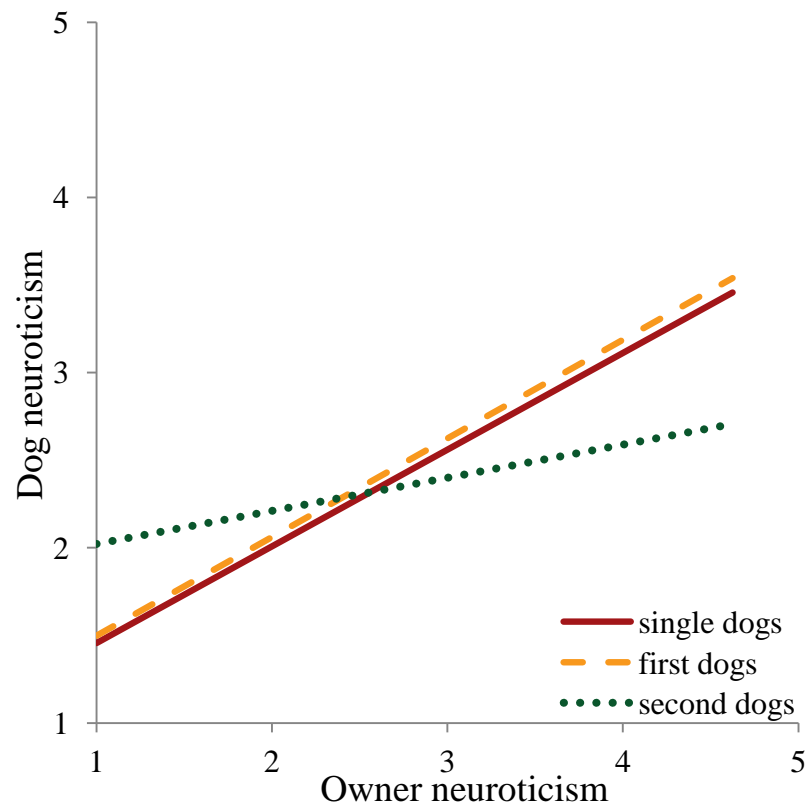 5
4
3
2
1
Dog neuroticism
single dogs
first dogs
second dogs
1 2 3 4 5
Owner neuroticism